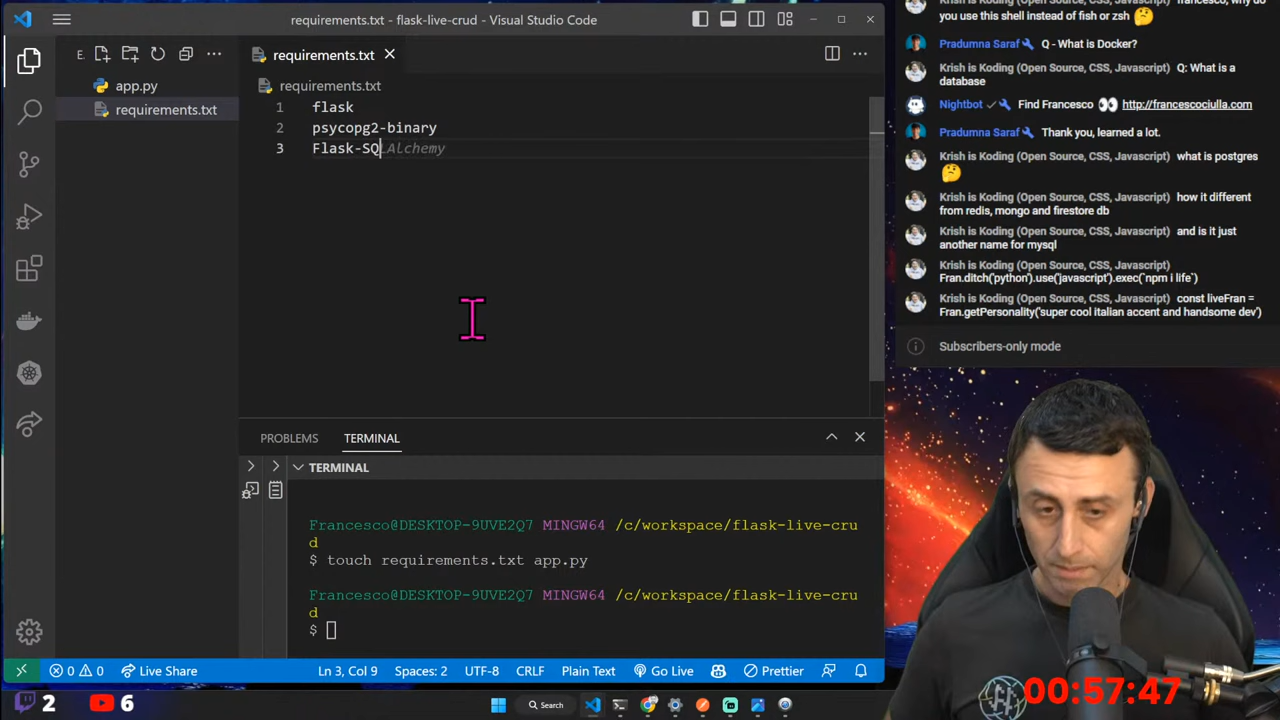 requirements.txt - flask-live-crud - Visual Studio Code
E
app.py
requirements.txt
requirements.txt
requirements.txt
1 flask
2 psycopg2-binary
3 Flask-SQLAlchemy
PROBLEMS TERMINAL
TERMINAL
Francesco@DESKTOP-9UVE2Q7 MINGW64 /c/workspace/flask-live-cru
d
$ touch requirements.txt app.py
Francesco@DESKTOP-9UVE2Q7 MINGW64 /c/workspace/flask-live-cru
d
$
0 0 Live Share Ln 3, Col 9 Spaces: 2 UTF-8 CRLF Plain Text Go Live Prettier
2 6 Search
francesco, why do
you use this shell instead of fish or zsh
Pradumna Saraf Q - What is Docker?
Krish is Koding (Open Source, CSS, Javascript) Q: What is a
database
Nightbot Find Francesco http://francescociulla.com
Pradumna Saraf Thank you, learned a lot.
Krish is Koding (Open Source, CSS, Javascript) what is postgres
Krish is Koding (Open Source, CSS, Javascript) how it different
from redis, mongo and firestore db
Krish is Koding (Open Source, CSS, Javascript) and is it just
another name for mysql
Krish is Koding (Open Source, CSS, Javascript)
Fran.ditch('python').use('javascript').exec(`npm i life`)
Krish is Koding (Open Source, CSS, Javascript) const liveFran =
Fran.getPersonality('super cool italian accent and handsome dev')
Subscribers-only mode
00:57:47